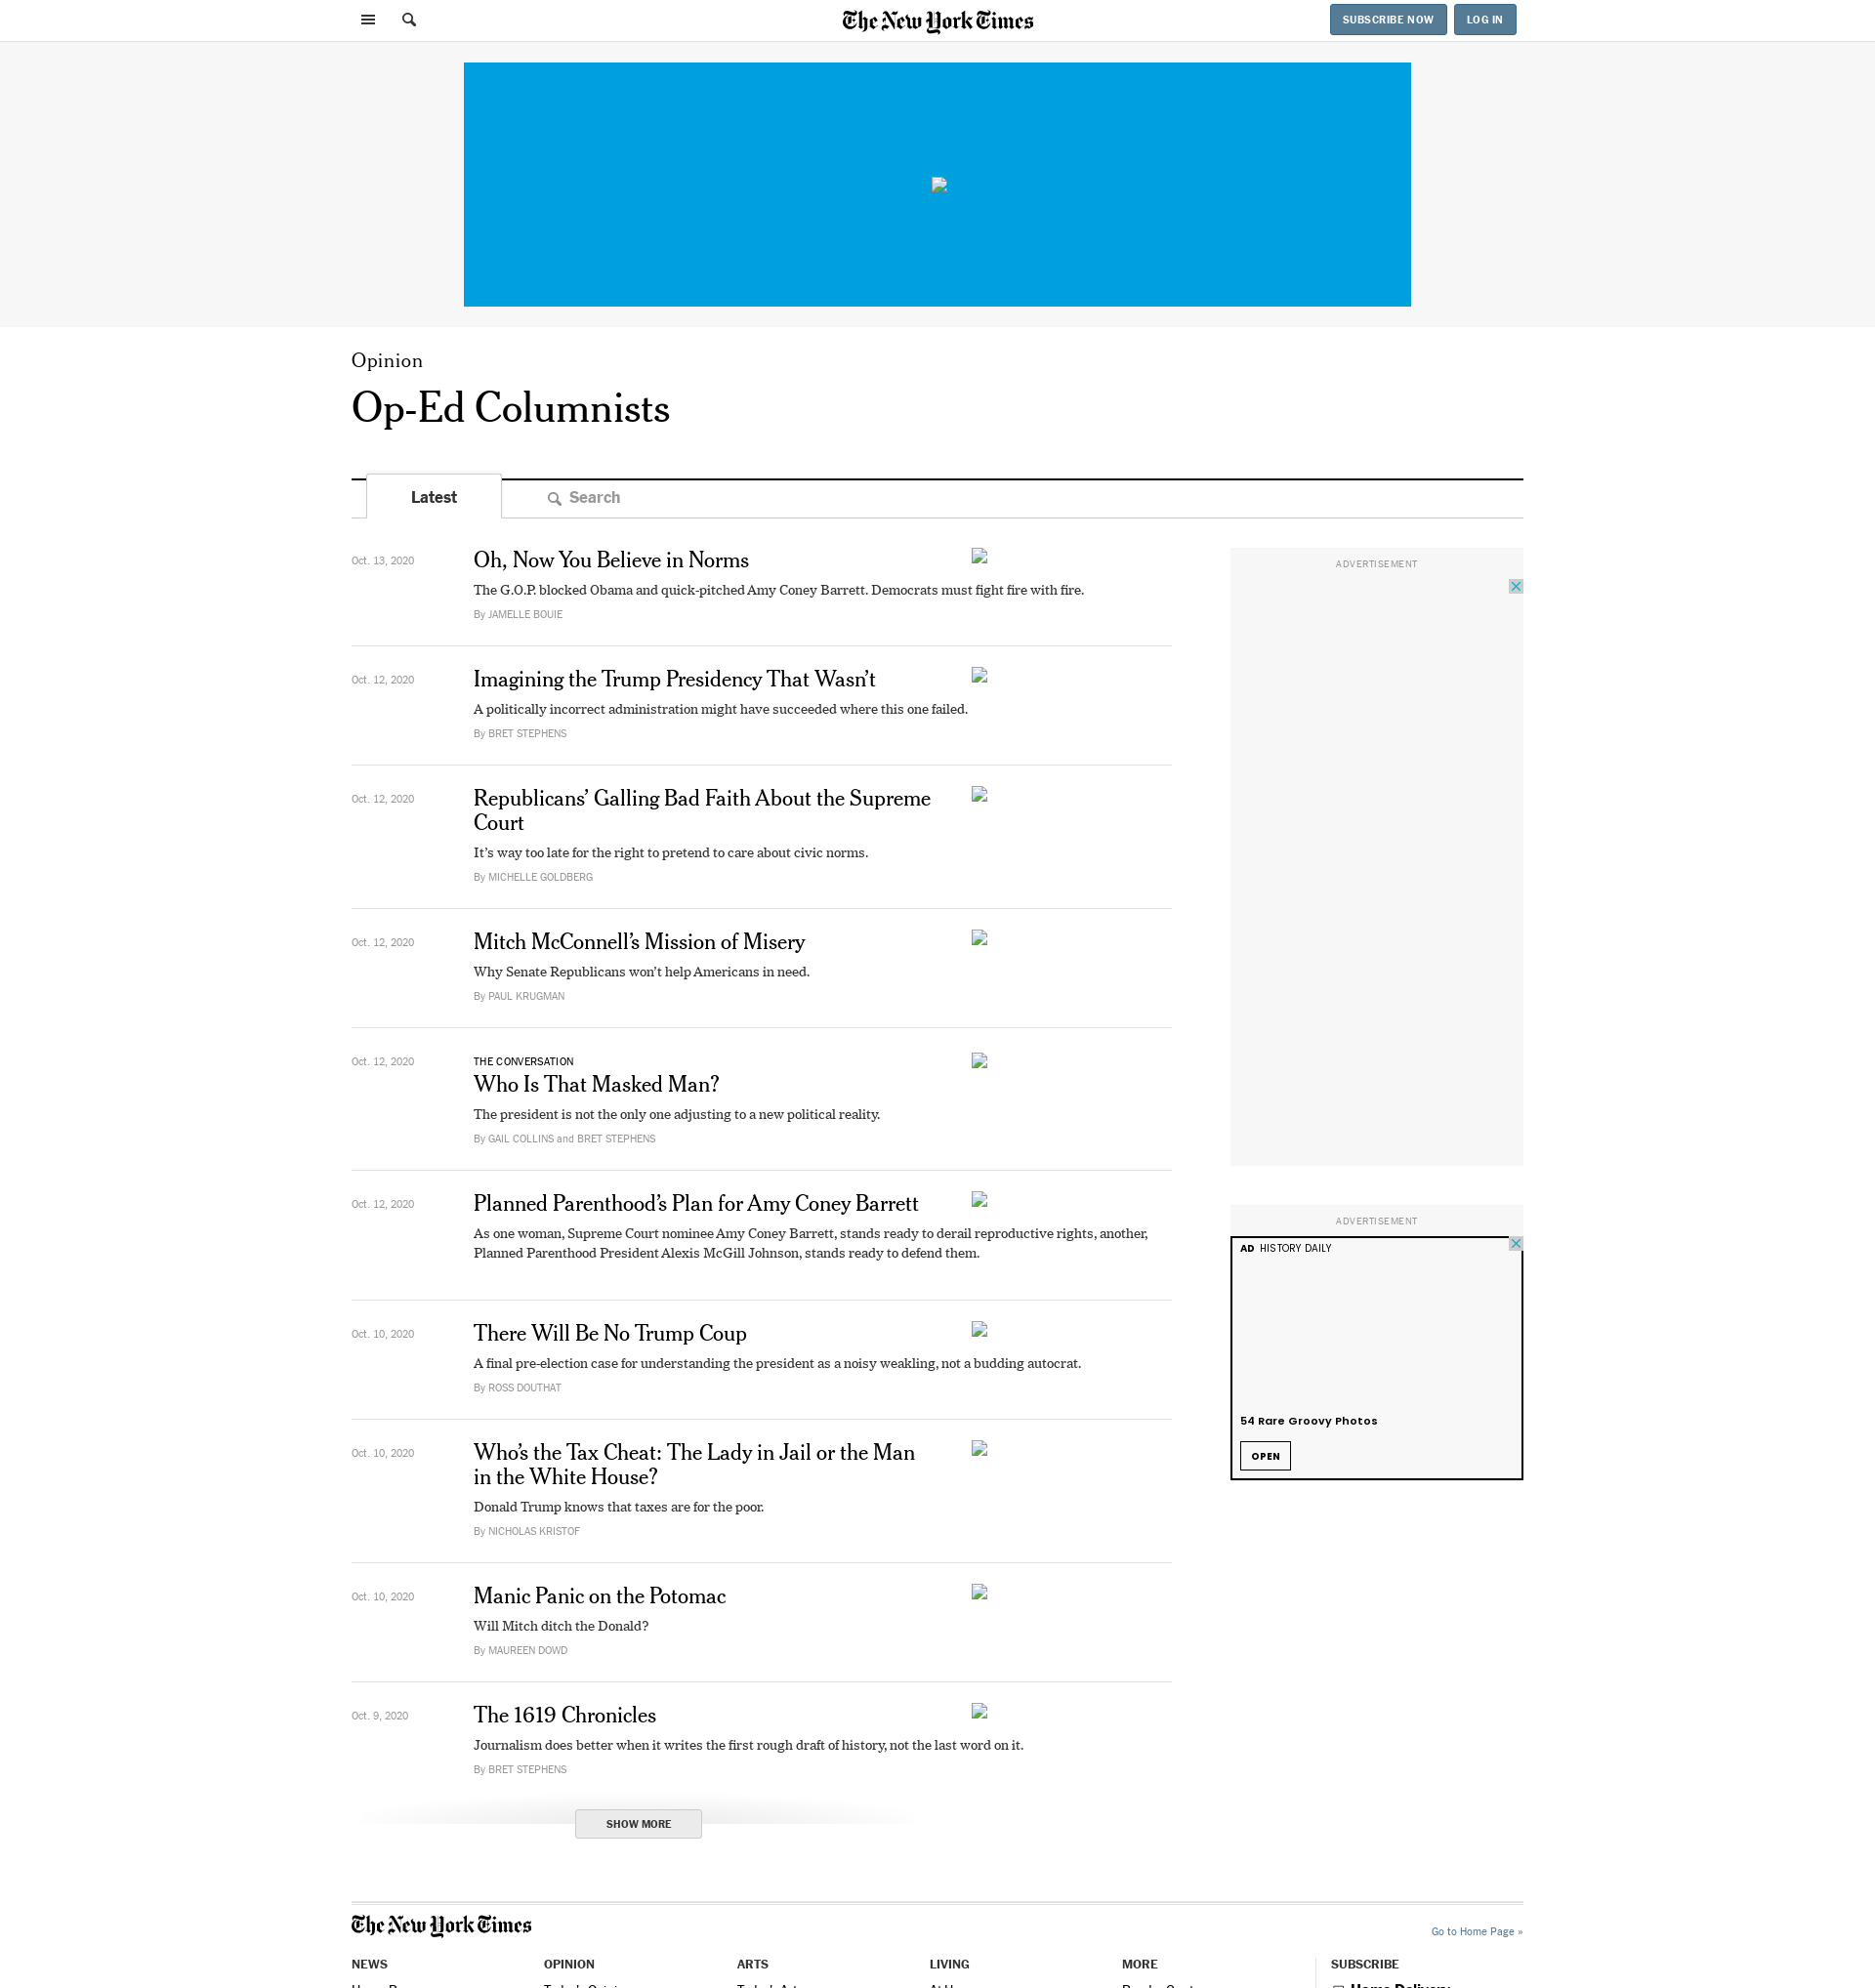 The New York Times
SUBSCRIBE NOW
LOG IN
Opinion
Op-Ed Columnists
Latest
Search
Oct. 13, 2020
Oh, Now You Believe in Norms
The G.O.P. blocked Obama and quick-pitched Amy Coney Barrett. Democrats must fight fire with fire.
By JAMELLE BOUIE
Oct. 12, 2020
Imagining the Trump Presidency That Wasn’t
A politically incorrect administration might have succeeded where this one failed.
By BRET STEPHENS
Oct. 12, 2020
Republicans’ Galling Bad Faith About the Supreme
Court
It’s way too late for the right to pretend to care about civic norms.
By MICHELLE GOLDBERG
Oct. 12, 2020
Mitch McConnell’s Mission of Misery
Why Senate Republicans won’t help Americans in need.
By PAUL KRUGMAN
Oct. 12, 2020
THE CONVERSATION
Who Is That Masked Man?
The president is not the only one adjusting to a new political reality.
By GAIL COLLINS and BRET STEPHENS
Oct. 12, 2020
Planned Parenthood’s Plan for Amy Coney Barrett
As one woman, Supreme Court nominee Amy Coney Barrett, stands ready to derail reproductive rights, another,
Planned Parenthood President Alexis McGill Johnson, stands ready to defend them.
Oct. 10, 2020
There Will Be No Trump Coup
A final pre-election case for understanding the president as a noisy weakling, not a budding autocrat.
By ROSS DOUTHAT
Oct. 10, 2020
Who’s the Tax Cheat: The Lady in Jail or the Man
in the White House?
Donald Trump knows that taxes are for the poor.
By NICHOLAS KRISTOF
Oct. 10, 2020
Manic Panic on the Potomac
Will Mitch ditch the Donald?
By MAUREEN DOWD
Oct. 9, 2020
The 1619 Chronicles
Journalism does better when it writes the first rough draft of history, not the last word on it.
By BRET STEPHENS
SHOW MORE
ADVERTISEMENT
ADVERTISEMENT
AD HISTORY DAILY
54 Rare Groovy Photos
OPEN
The New York Times
Go to Home Page »
NEWS
OPINION
ARTS
LIVING
MORE
SUBSCRIBE
Home Delivery